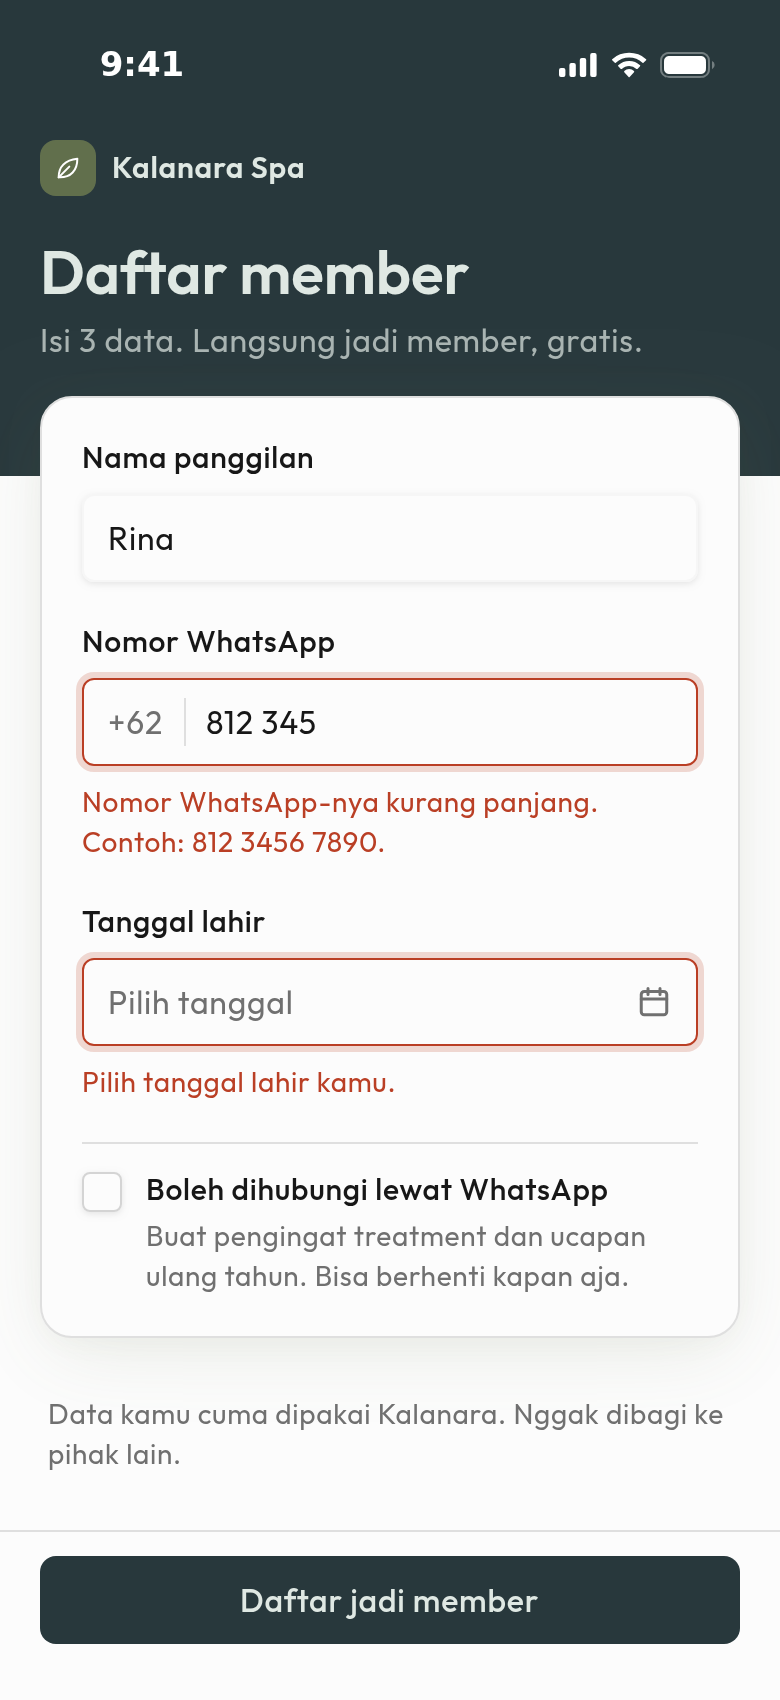 9:41
Kalanara Spa
Daftar member
Isi 3 data. Langsung jadi member, gratis.
Nama panggilan
Rina
Nomor WhatsApp
+62 812 345
Nomor WhatsApp-nya kurang panjang.
Contoh: 812 3456 7890.
Tanggal lahir
Pilih tanggal
Pilih tanggal lahir kamu.
Boleh dihubungi lewat WhatsApp
Buat pengingat treatment dan ucapan
ulang tahun. Bisa berhenti kapan aja.
Data kamu cuma dipakai Kalanara. Nggak dibagi ke
pihak lain.
Daftar jadi member